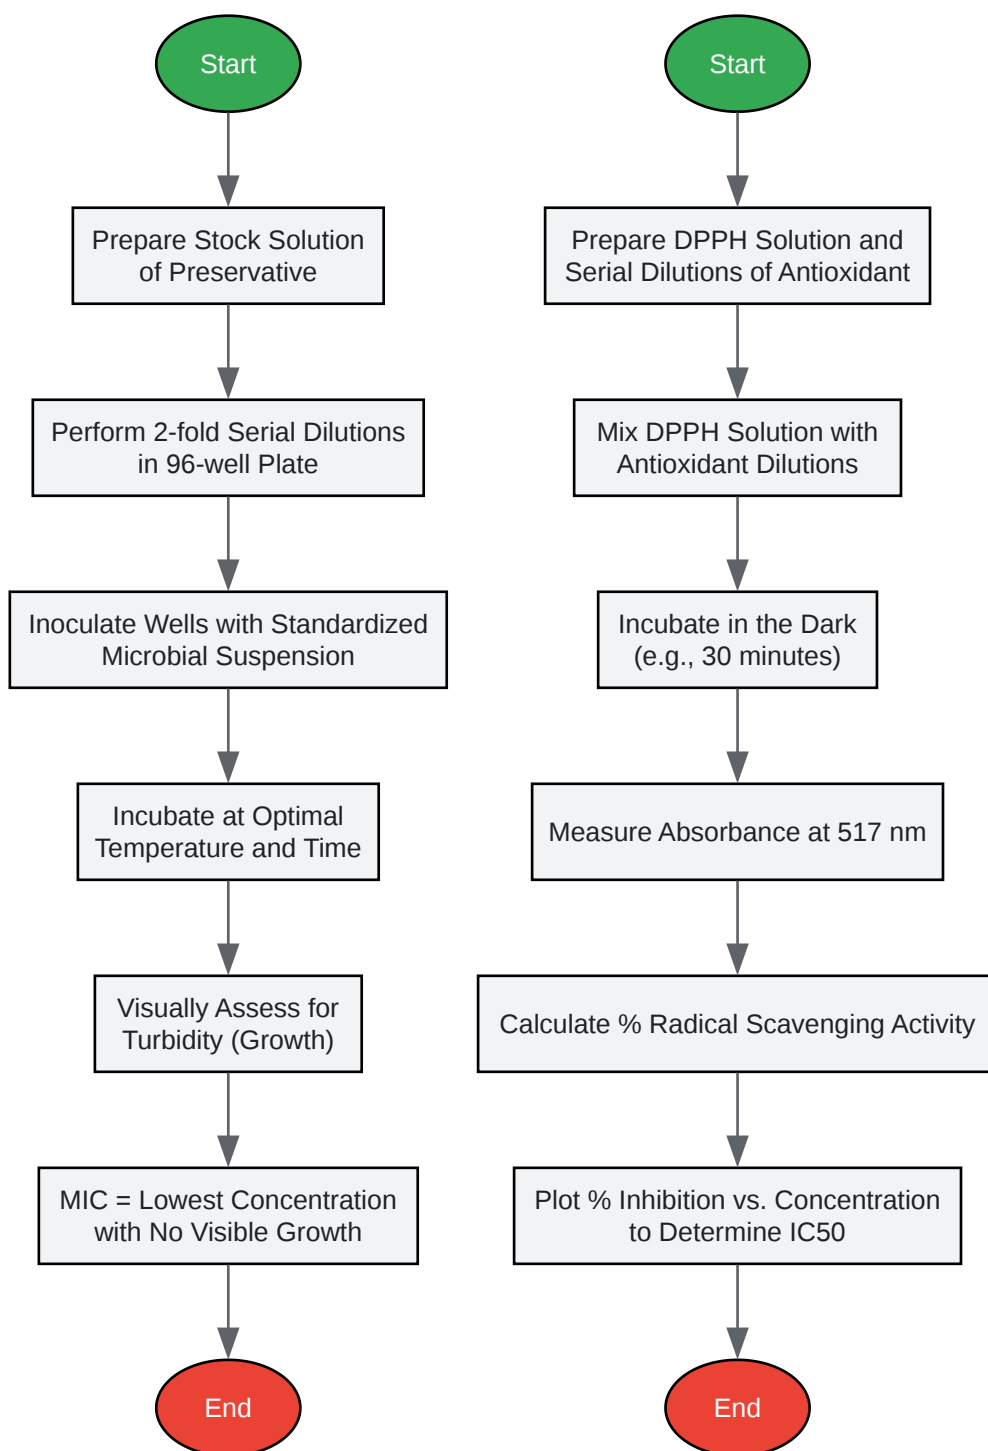 Start
Prepare Stock Solution
of Preservative
Perform 2-fold Serial Dilutions
in 96-well Plate
Inoculate Wells with Standardized
Microbial Suspension
Incubate at Optimal
Temperature and Time
Visually Assess for
Turbidity (Growth)
MIC = Lowest Concentration
with No Visible Growth
End
Start
Prepare DPPH Solution and
Serial Dilutions of Antioxidant
Mix DPPH Solution with
Antioxidant Dilutions
Incubate in the Dark
(e.g., 30 minutes)
Measure Absorbance at 517 nm
Calculate % Radical Scavenging Activity
Plot % Inhibition vs. Concentration
to Determine IC50
End